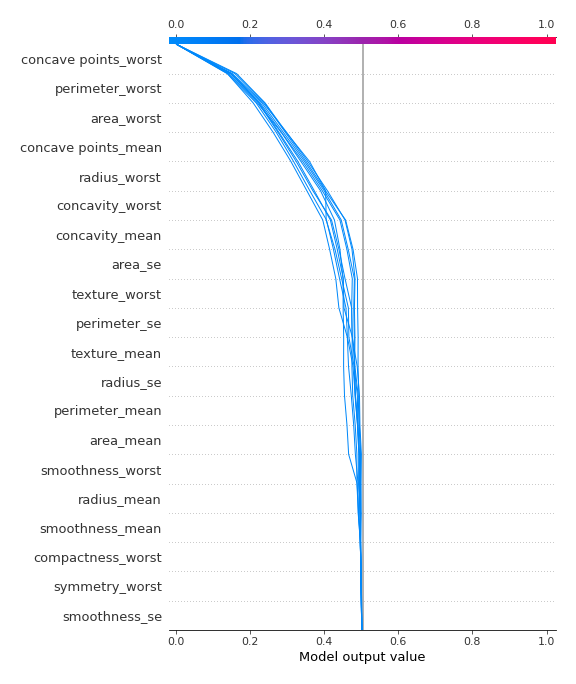 0.0 0.2 0.4 0.6 0.8 1.0
concave points_worst
perimeter_worst
area_worst
concave points_mean
radius_worst
concavity_worst
concavity_mean
area_se
texture_worst
perimeter_se
texture_mean
radius_se
perimeter_mean
area_mean
smoothness_worst
radius_mean
smoothness_mean
compactness_worst
symmetry_worst
smoothness_se
0.0 0.2 0.4 0.6 0.8 1.0
Model output value